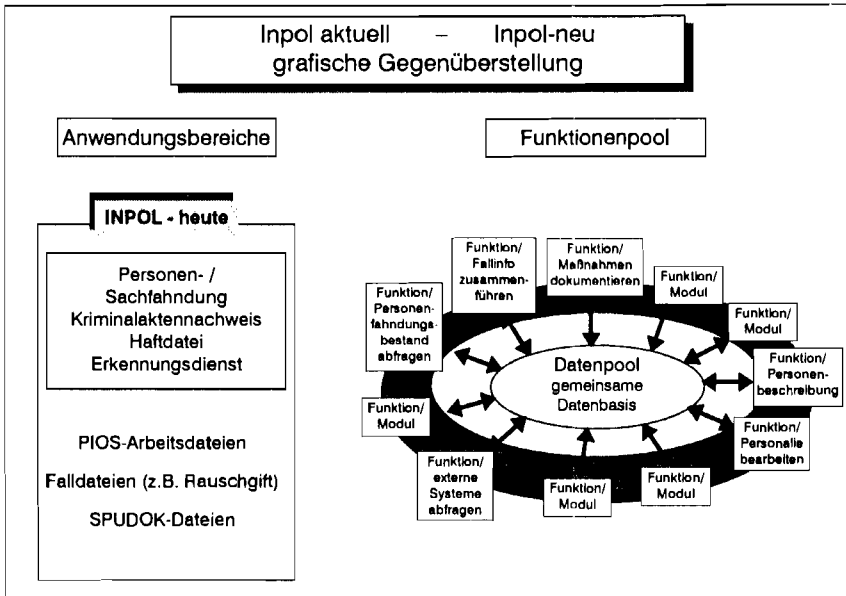 Inpol aktuell – Inpol-neu
grafische Gegenüberstellung
Anwendungsbereiche
Funktionenpool
INPOL - heute
Personen- /
Sachfahndung
Kriminalaktennachweis
Haftdatei
Erkennungsdienst
PIOS-Arbeitsdateien
Falldateien (z.B. Rauschgift)
SPUDOK-Dateien
Funktion/
Personen-
fahndungs-
bestand
abfragen
Funktion/
Fallinfo
zusammen-
führen
Funktion/
Maßnahmen
dokumentieren
Funktion/
Modul
Funktion/
Modul
Funktion/
Personen-
beschreibung
Funktion/
Personalie
bearbeiten
Funktion/
Modul
Funktion/
Modul
Funktion/
externe
Systeme
abfragen
Funktion/
Modul
Datenpool
gemeinsame
Datenbasis